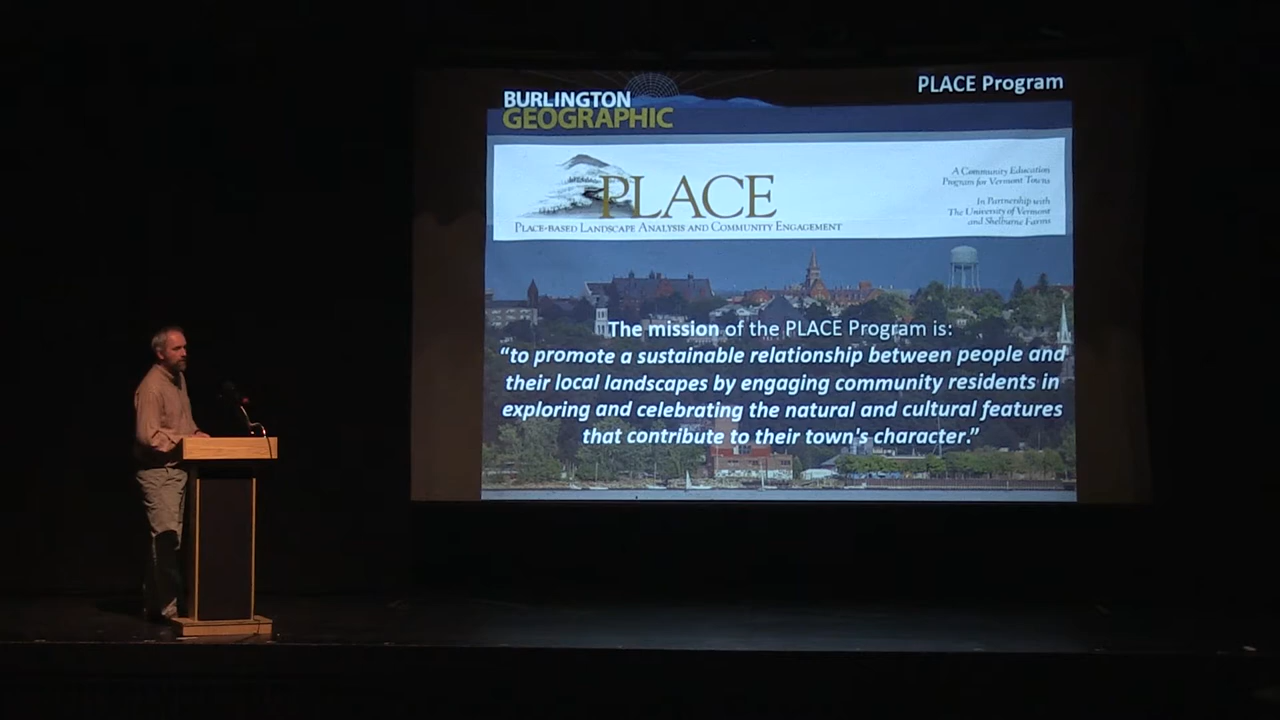 PLACE Program
BURLINGTON
GEOGRAPHIC
PLACE
PLACE-BASED LANDSCAPE ANALYSIS AND COMMUNITY ENGAGEMENT
A Community Education
Program for Vermont Towns
In Partnership with
The University of Vermont
and Shelburne Farms
The mission of the PLACE Program is:
“to promote a sustainable relationship between people and
their local landscapes by engaging community residents in
exploring and celebrating the natural and cultural features
that contribute to their town's character.”